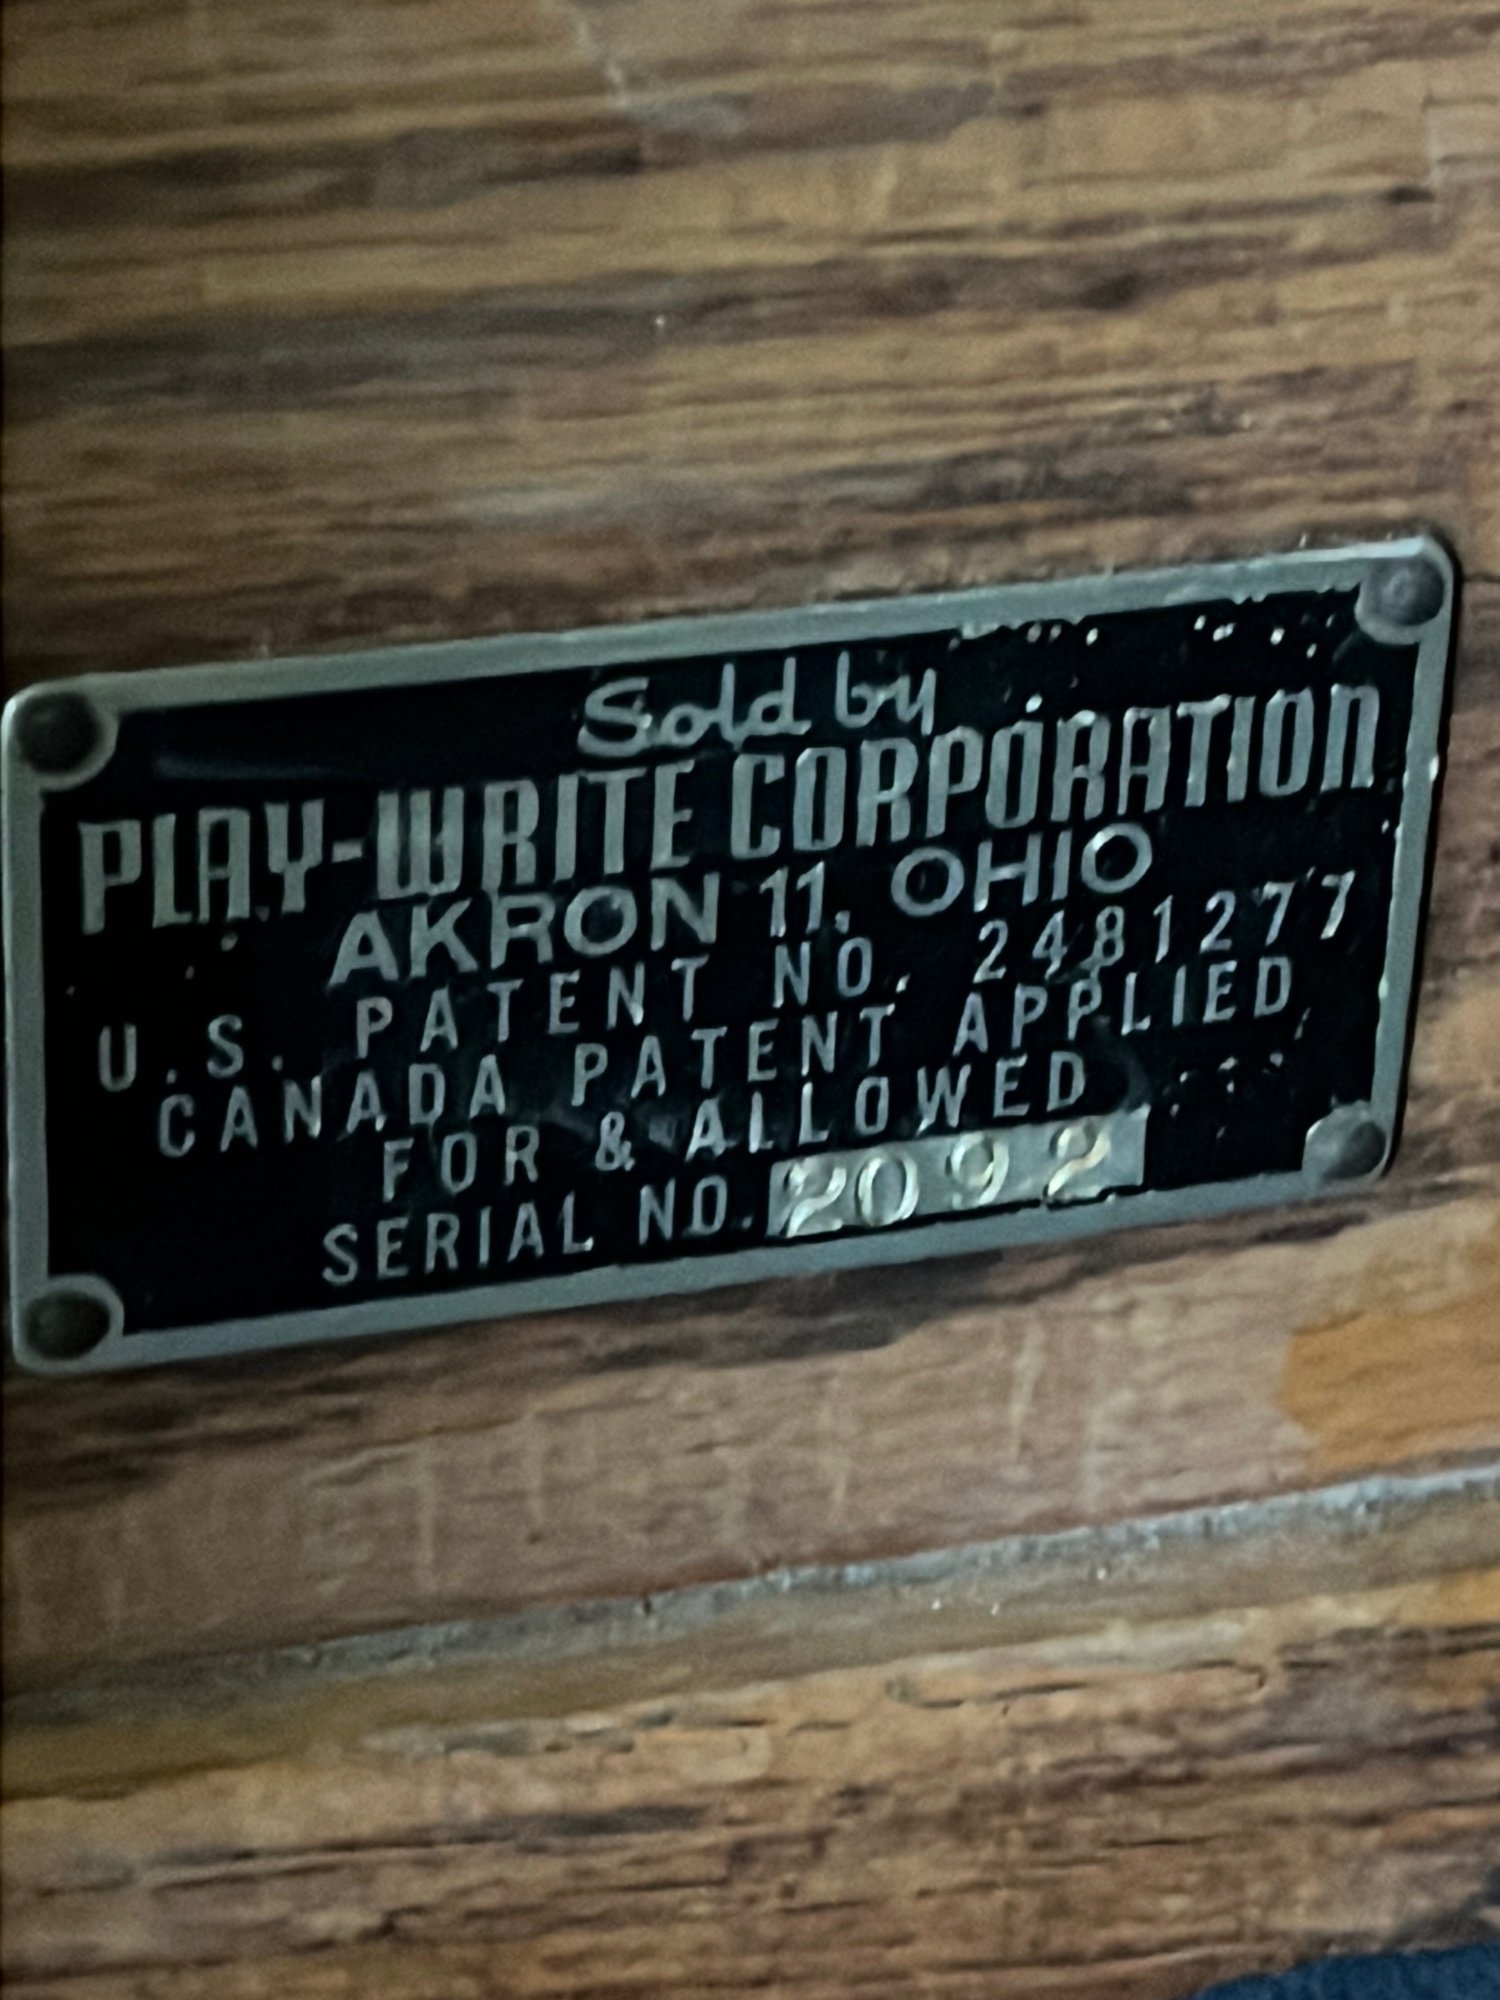 Sold by
PLAY-WRITE CORPORATION
AKRON 11, OHIO
U.S. PATENT NO. 2481277
CANADA PATENT APPLIED
FOR & ALLOWED
SERIAL NO. 2092